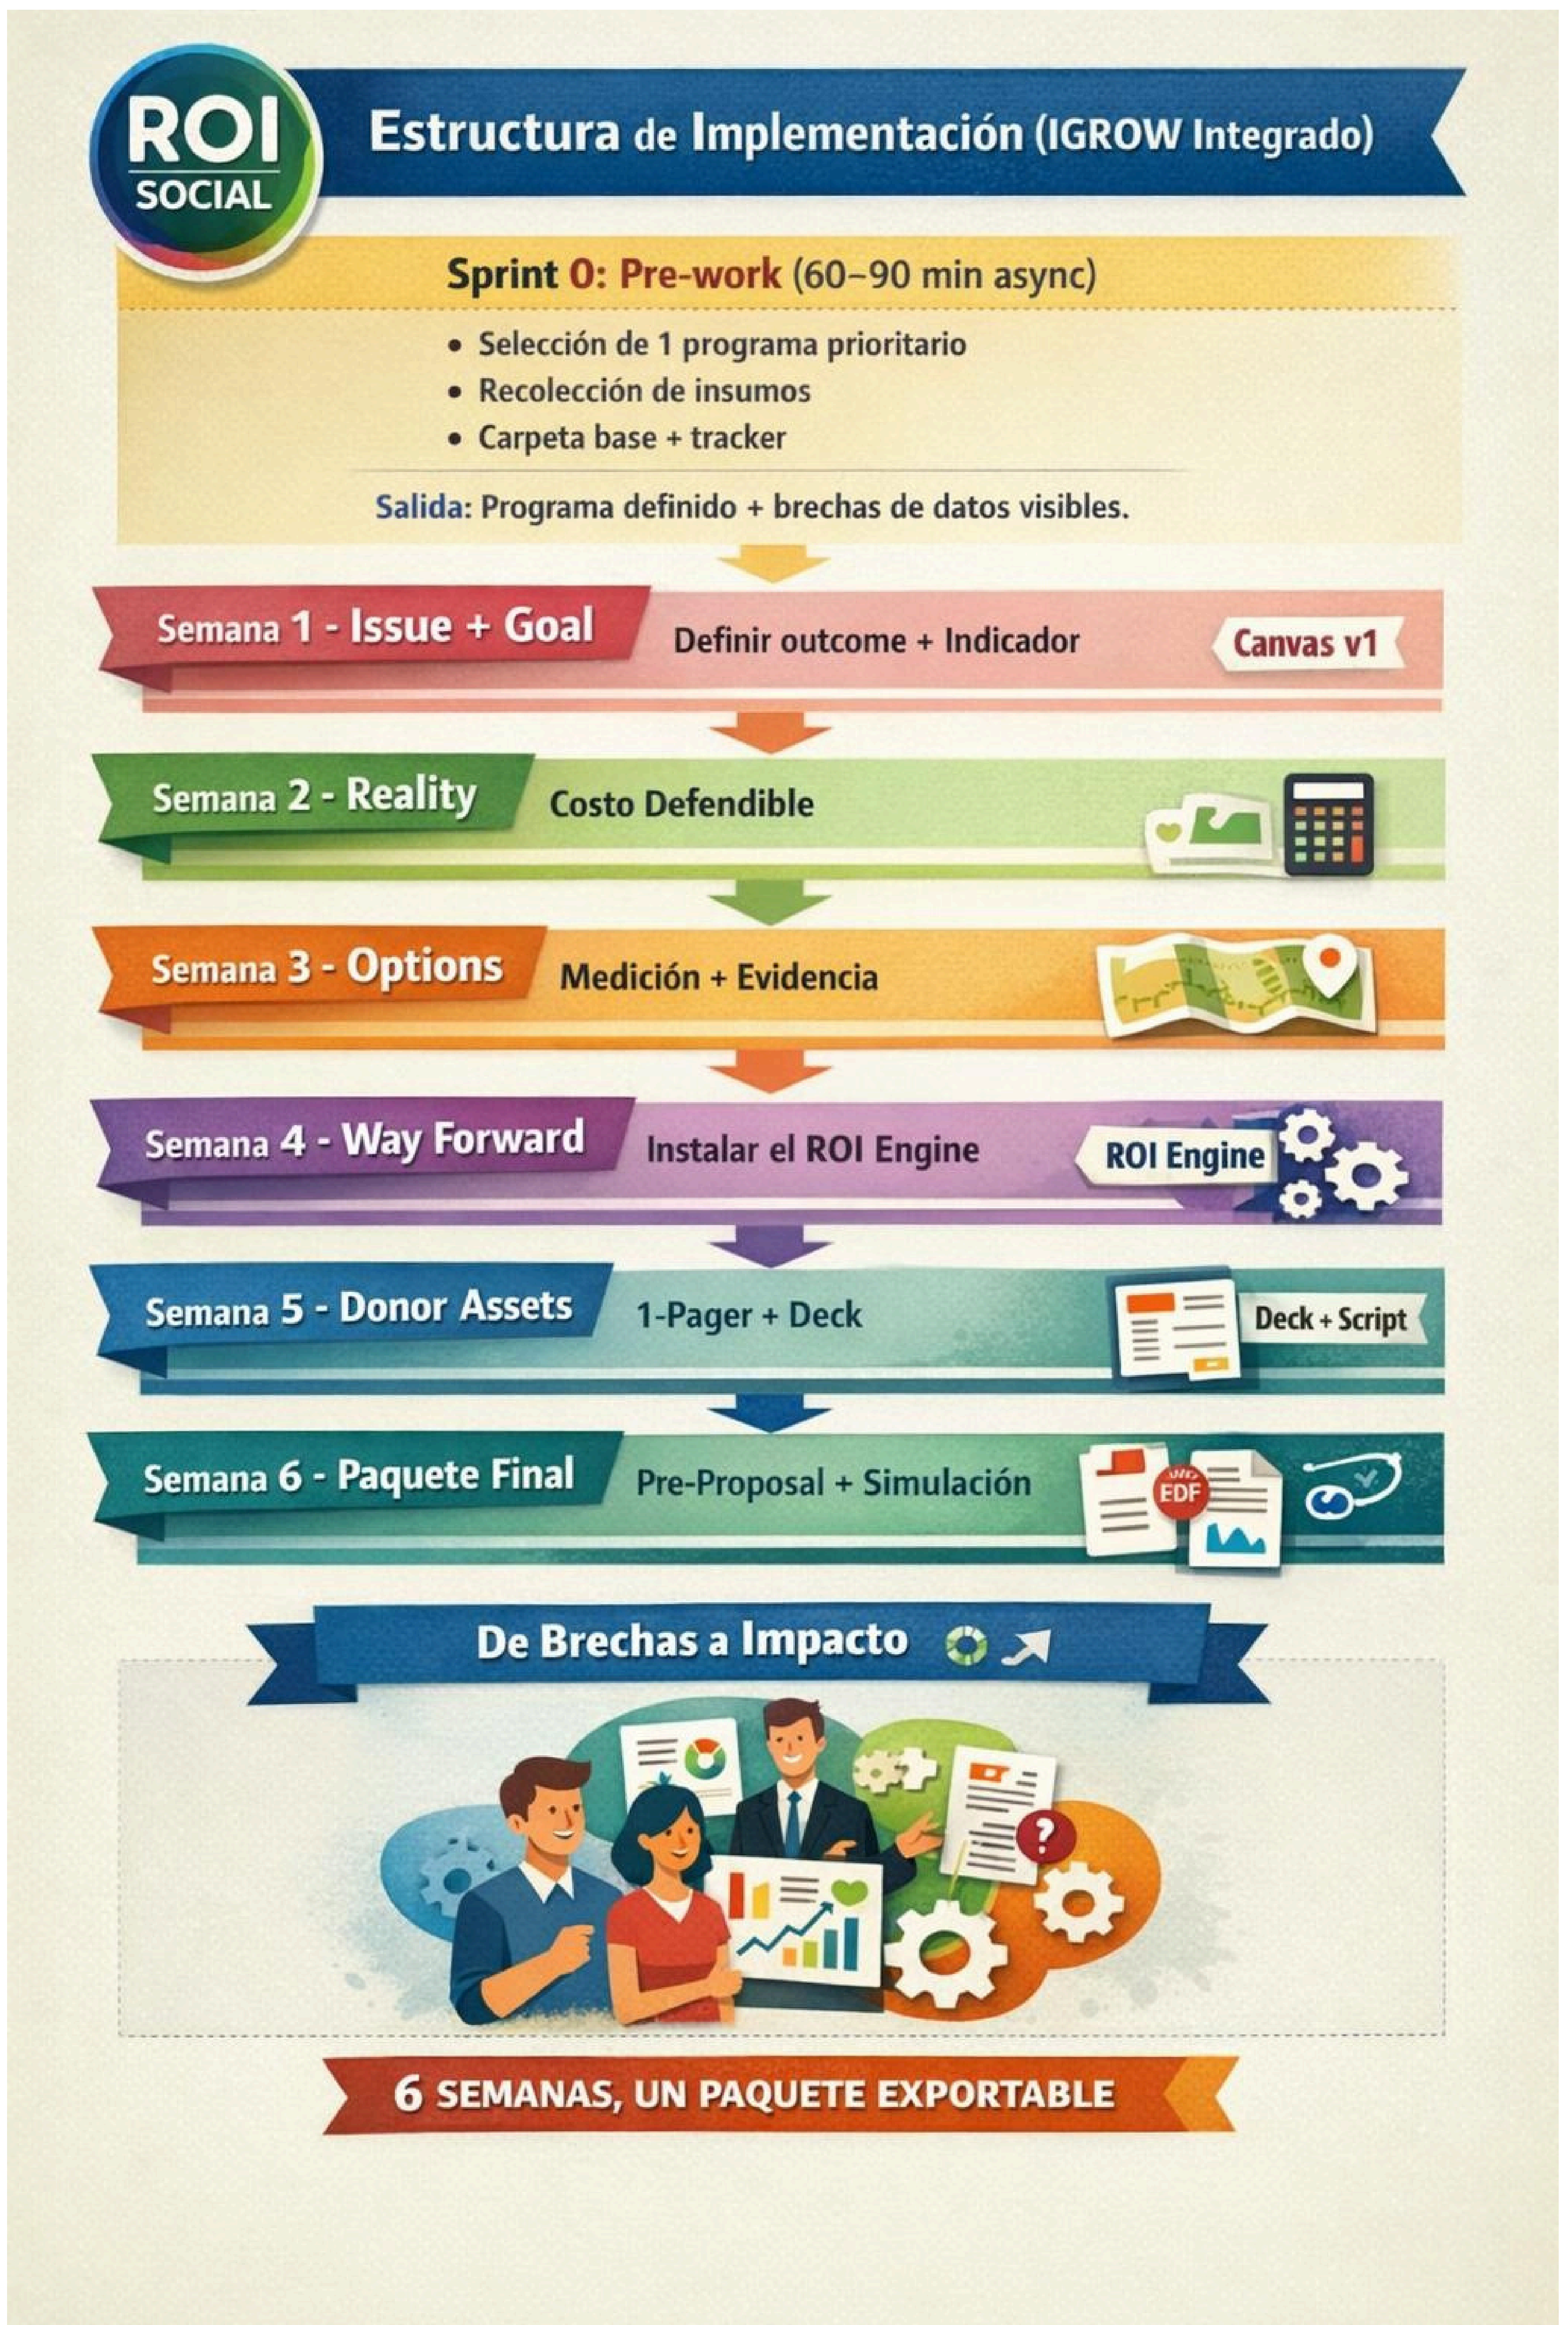 ROI
SOCIAL
Estructura de Implementación (IGROW Integrado)
Sprint 0: Pre-work (60–90 min async)
• Selección de 1 programa prioritario
• Recolección de insumos
• Carpeta base + tracker
Salida: Programa definido + brechas de datos visibles.
Semana 1 - Issue + Goal
Definir outcome + Indicador
Canvas v1
Semana 2 - Reality
Costo Defendible
Semana 3 - Options
Medición + Evidencia
Semana 4 - Way Forward
Instalar el ROI Engine
ROI Engine
Semana 5 - Donor Assets
1-Pager + Deck
Deck + Script
Semana 6 - Paquete Final
Pre-Proposal + Simulación
EDF
De Brechas a Impacto
?
6 SEMANAS, UN PAQUETE EXPORTABLE